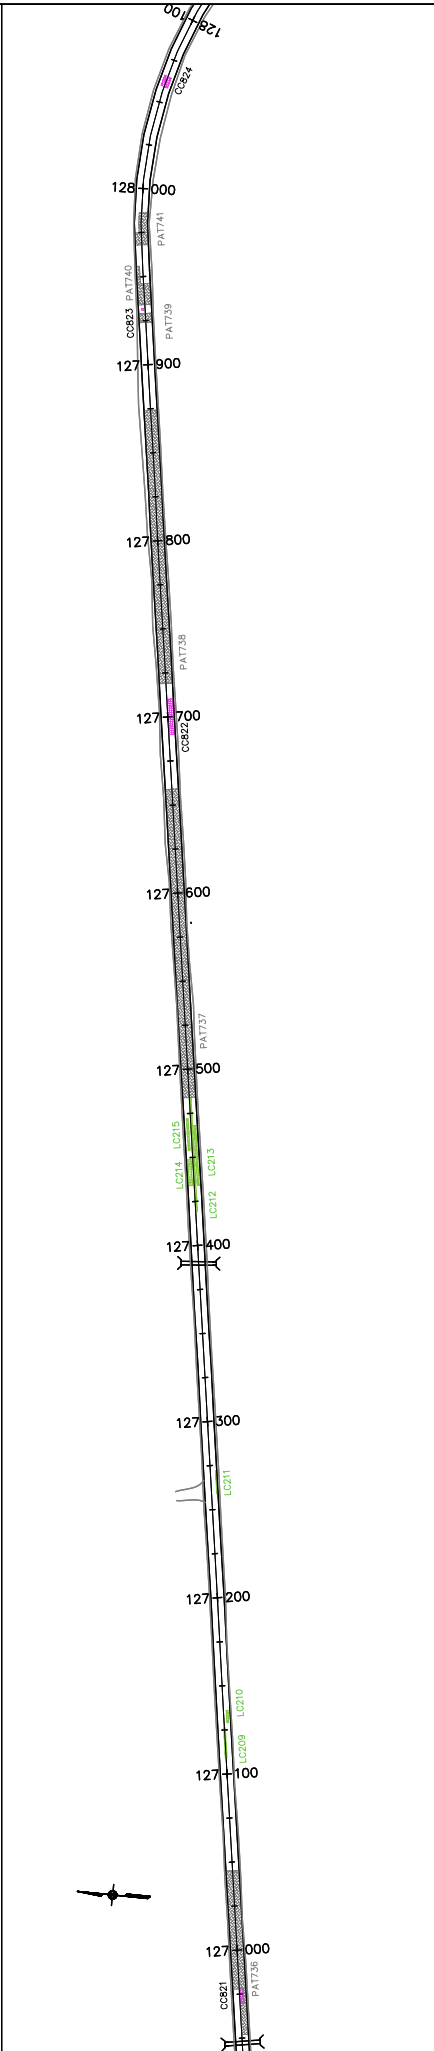 128 100
CC824
128 000
PAT741
PAT740
CC823
PAT739
127 900
127 800
PAT738
127 700
CC822
127 600
PAT737
127 500
LC215
LC213
LC214
LC212
127 400
127 300
LC211
127 200
LC210
LC209
127 100
127 000
CC821
PAT736